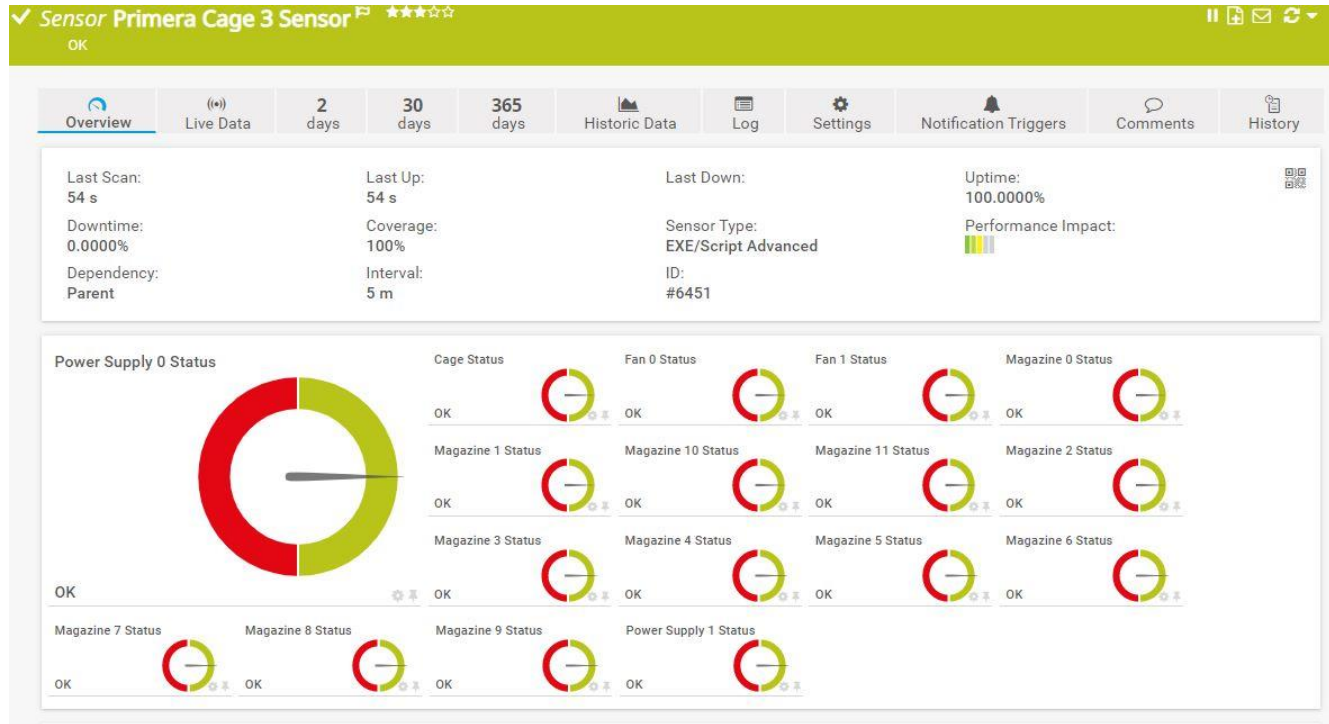 Sensor Primera Cage 3 Sensor
OK
Overview
Live Data
2 days
30 days
365 days
Historic Data
Log
Settings
Notification Triggers
Comments
History
Last Scan:
54 s
Last Up:
54 s
Last Down:
Uptime:
100.0000%
Downtime:
0.0000%
Coverage:
100%
Sensor Type:
EXE/Script Advanced
Performance Impact:
Dependency:
Parent
Interval:
5 m
ID:
#6451
Power Supply 0 Status
OK
Cage Status
OK
Fan 0 Status
OK
Fan 1 Status
OK
Magazine 0 Status
OK
Magazine 1 Status
OK
Magazine 10 Status
OK
Magazine 11 Status
OK
Magazine 2 Status
OK
Magazine 3 Status
OK
Magazine 4 Status
OK
Magazine 5 Status
OK
Magazine 6 Status
OK
Magazine 7 Status
OK
Magazine 8 Status
OK
Magazine 9 Status
OK
Power Supply 1 Status
OK